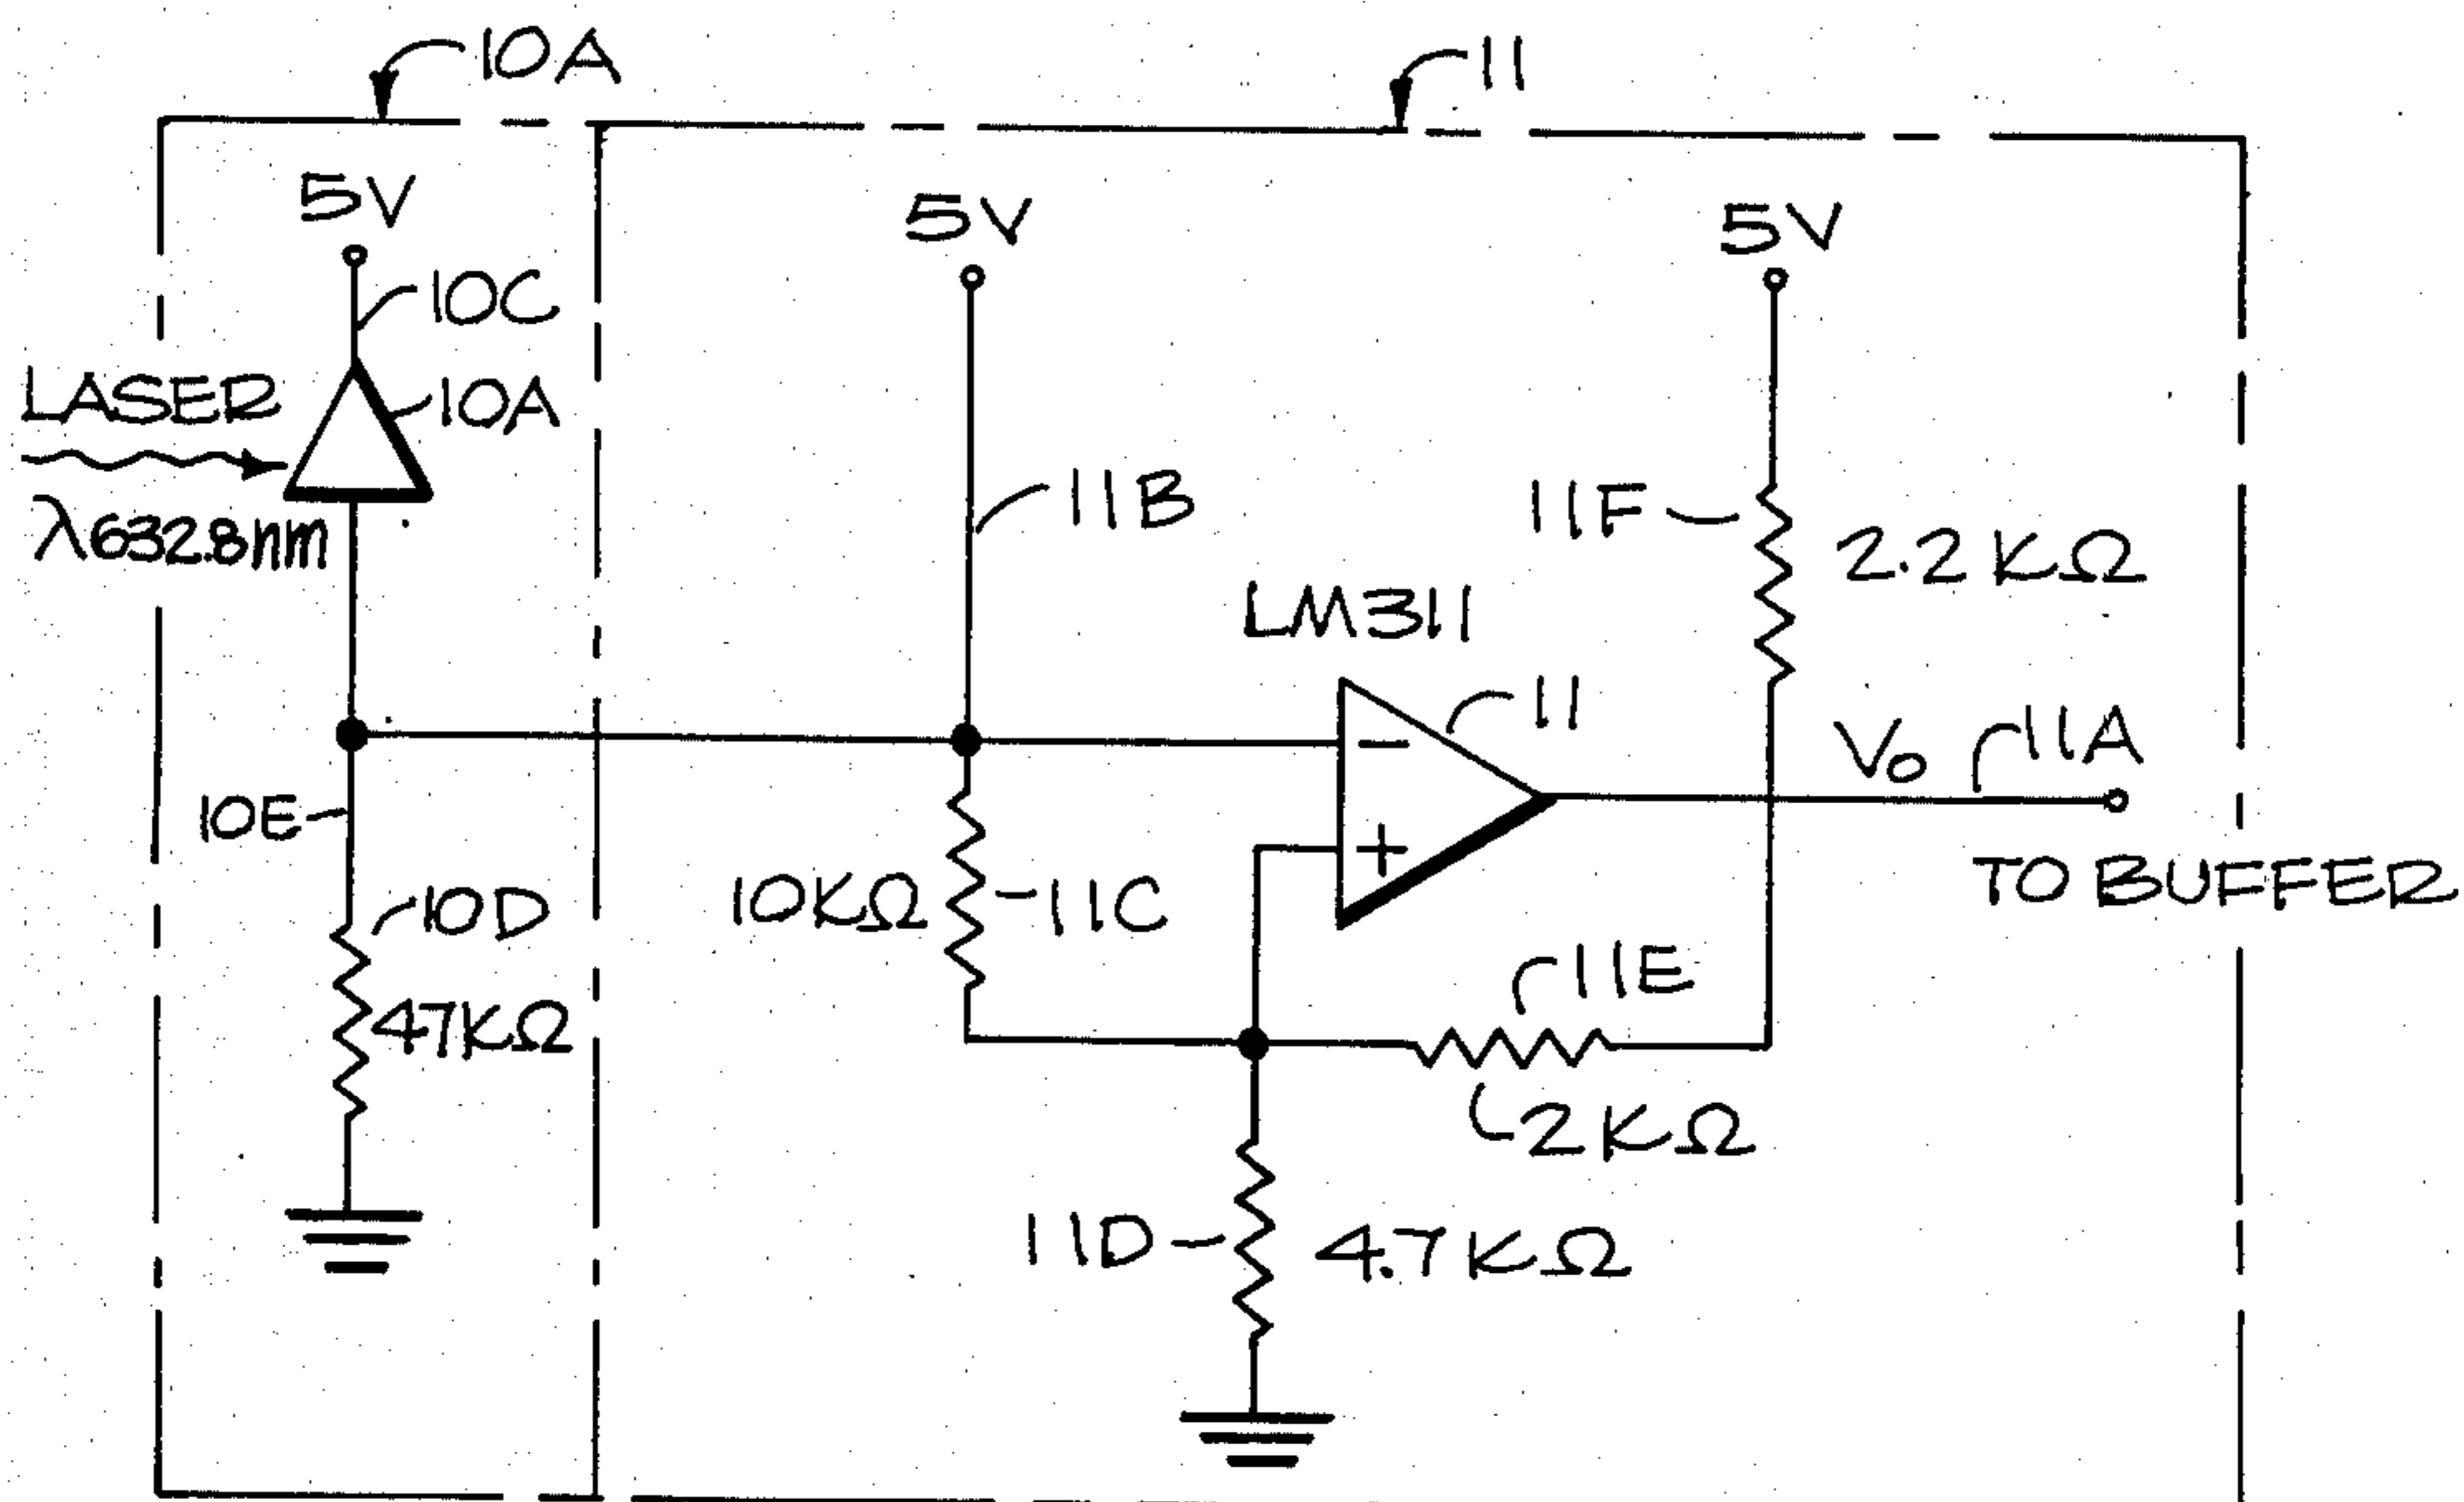 10A
11
5V
5V
5V
10C
LASER
10A
λ632.8nm
11B
11F
2.2KΩ
LM311
11
−
+
Vo
11A
TO BUFFER
10E
10D
47KΩ
10KΩ
11C
11E
2KΩ
11D
4.7KΩ